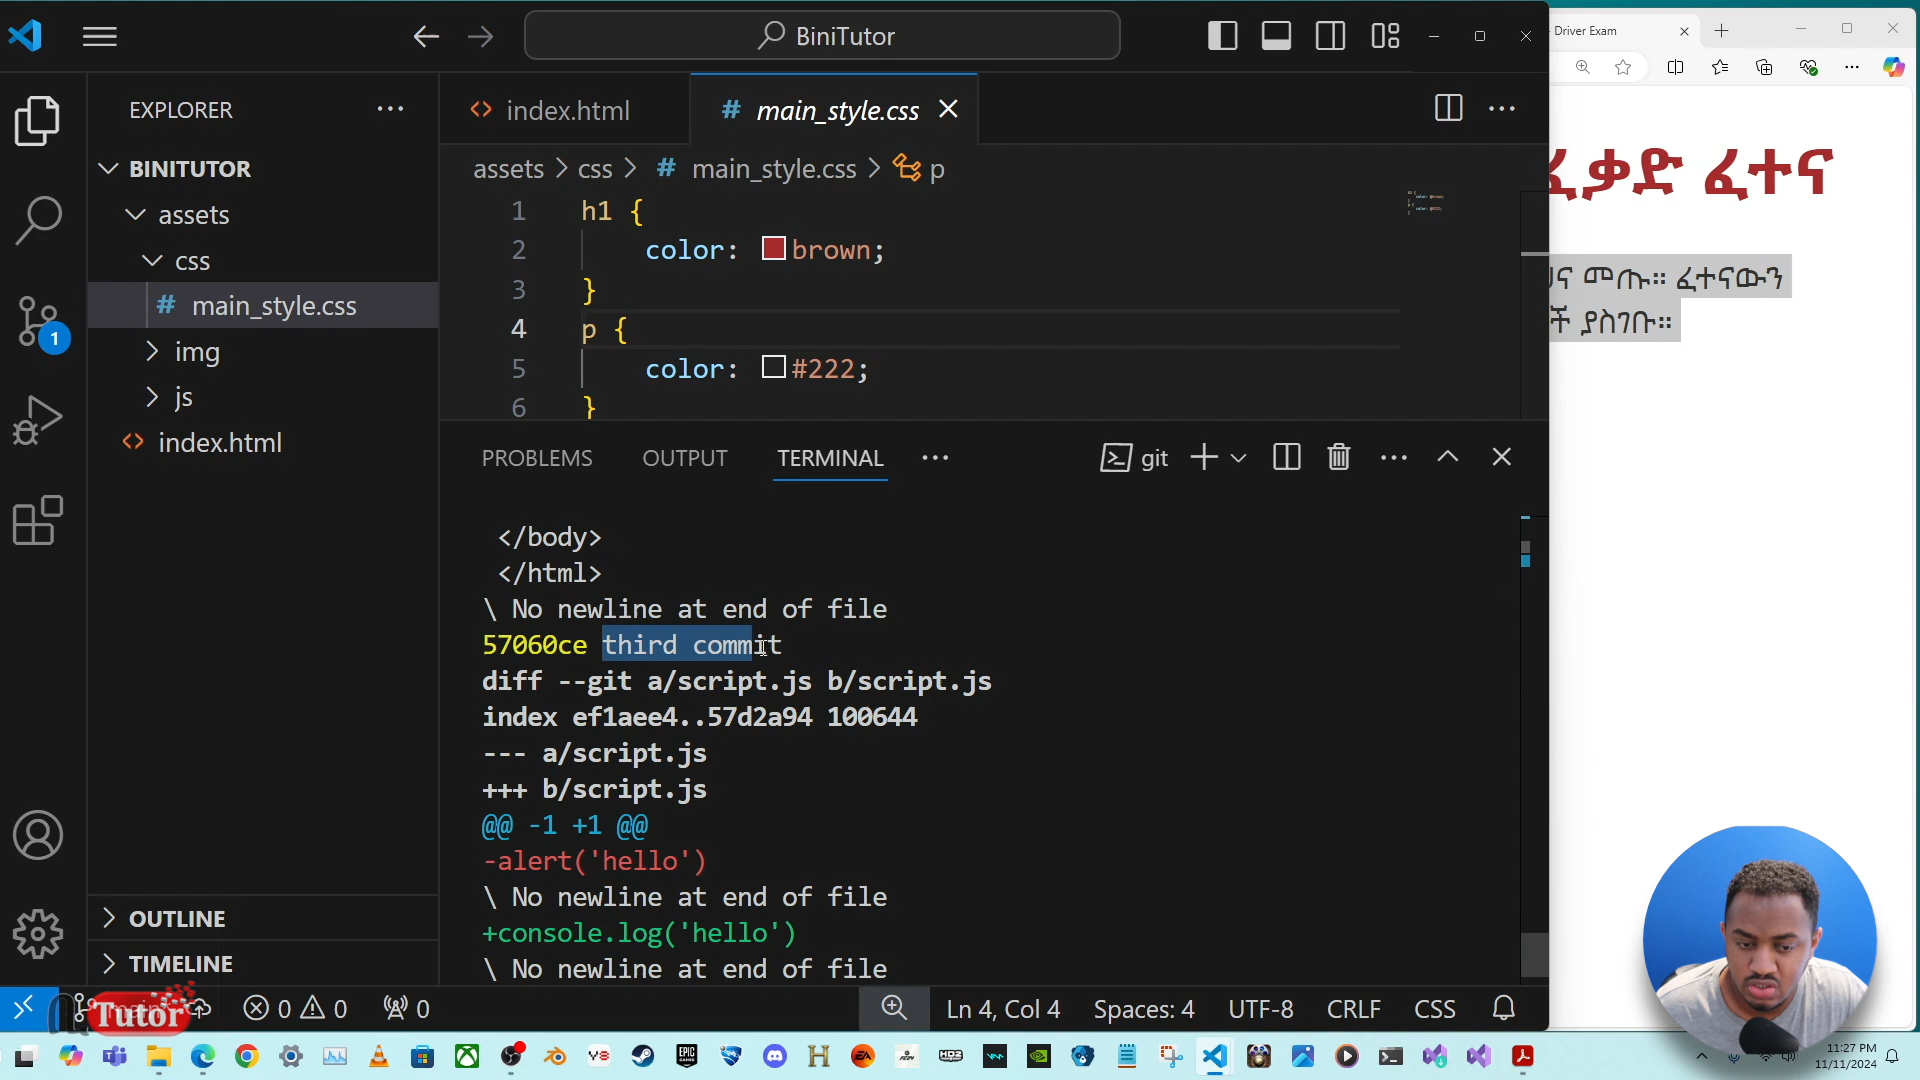 BiniTutor
Driver Exam
EXPLORER
index.html
main_style.css
BINITUTOR
assets
css
main_style.css
img
js
index.html
OUTLINE
TIMELINE
assets > css > # main_style.css > p
1 h1 {
2 color: brown;
3 }
4 p {
5 color: #222;
6 }
PROBLEMS
OUTPUT
TERMINAL
git
</body>
</html>
\ No newline at end of file
57060ce third commit
diff --git a/script.js b/script.js
index ef1aee4..57d2a94 100644
--- a/script.js
+++ b/script.js
@@ -1 +1 @@
-alert('hello')
\ No newline at end of file
+console.log('hello')
\ No newline at end of file
ፈቃድ ፈተና
መጡ። ፈተናውን
ያስገቡ።
1
Tutor
0 0
0
Ln 4, Col 4
Spaces: 4
UTF-8
CRLF
CSS
11:27 PM
11/11/2024